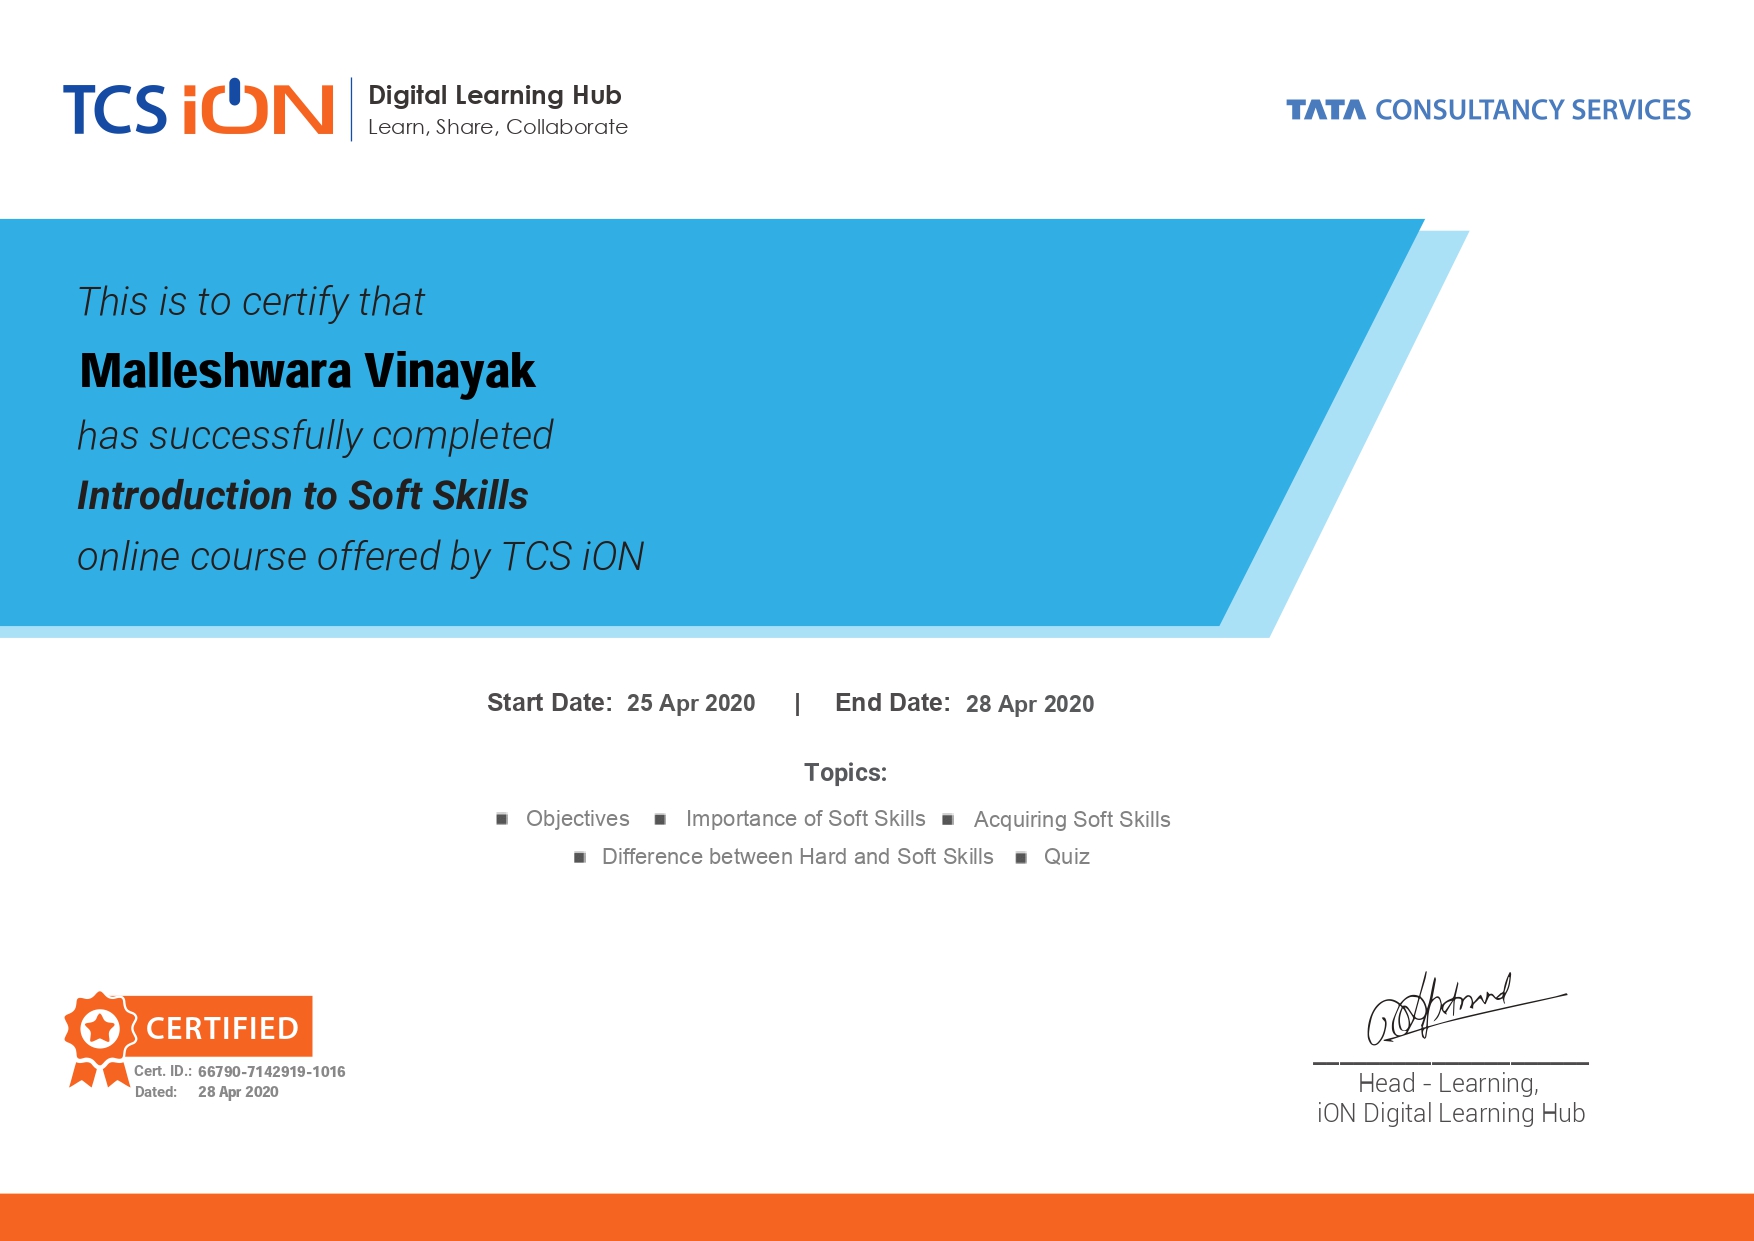 TCS iON
Digital Learning Hub
Learn, Share, Collaborate
TATA CONSULTANCY SERVICES
This is to certify that
Malleshwara Vinayak
has successfully completed
Introduction to Soft Skills
online course offered by TCS iON
Start Date: 25 Apr 2020 | End Date: 28 Apr 2020
Topics:
Objectives Importance of Soft Skills Acquiring Soft Skills
Difference between Hard and Soft Skills Quiz
CERTIFIED
Cert. ID.: 66790-7142919-1016
Dated: 28 Apr 2020
Head - Learning,
iON Digital Learning Hub